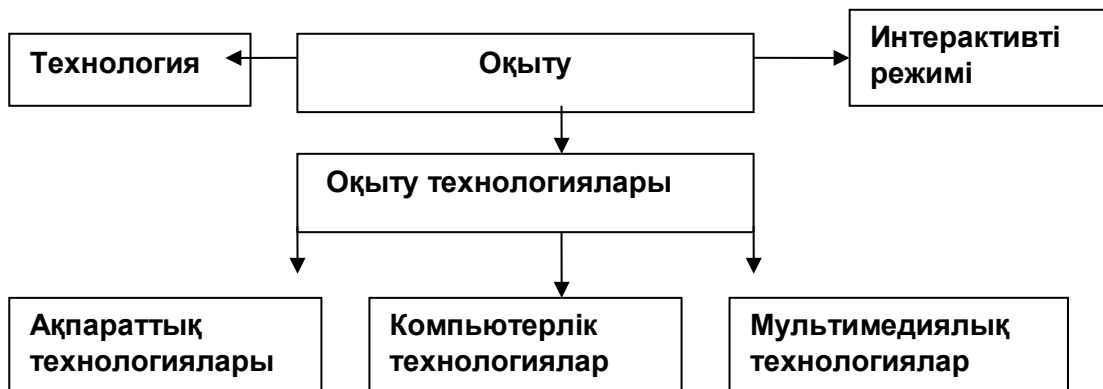 Технология
Оқыту
Интерактивті
режимі
Оқыту технологиялары
Ақпараттық
технологиялары
Компьютерлік
технологиялар
Мультимедиялық
технологиялар